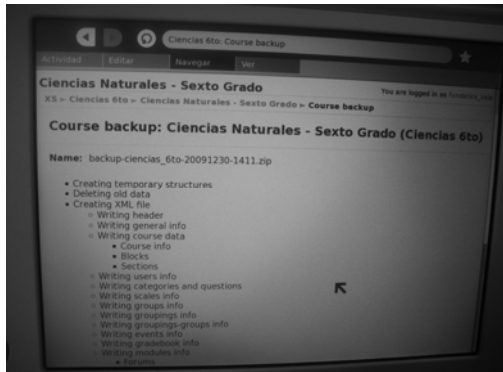 Ciencias 6to: Course backup
Actividad Editar Navegar Ver
Ciencias Naturales - Sexto Grado
You are logged in as
XS ► Ciencias 6to ► Ciencias Naturales - Sexto Grado ► Course backup
Course backup: Ciencias Naturales - Sexto Grado (Ciencias 6to)
Name: backup-ciencias_6to-20091230-1411.zip
Creating temporary structures
Deleting old data
Creating XML file
Writing header
Writing general info
Writing course data
Course info
Blocks
Sections
Writing users info
Writing categories and questions
Writing scales info
Writing groups info
Writing groupings info
Writing groupings-groups info
Writing events info
Writing gradebook info
Writing modules info
Forums